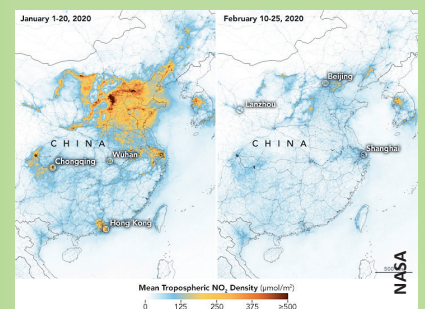 January 1-20, 2020
February 10-25, 2020
Beijing
Lanzhou
CHINA
CHINA
Wuhan
Shanghai
Chongqing
Hong Kong
500
NASA
Mean Tropospheric NO₂ Density (μmol/m²)
0 125 250 375 ≥500